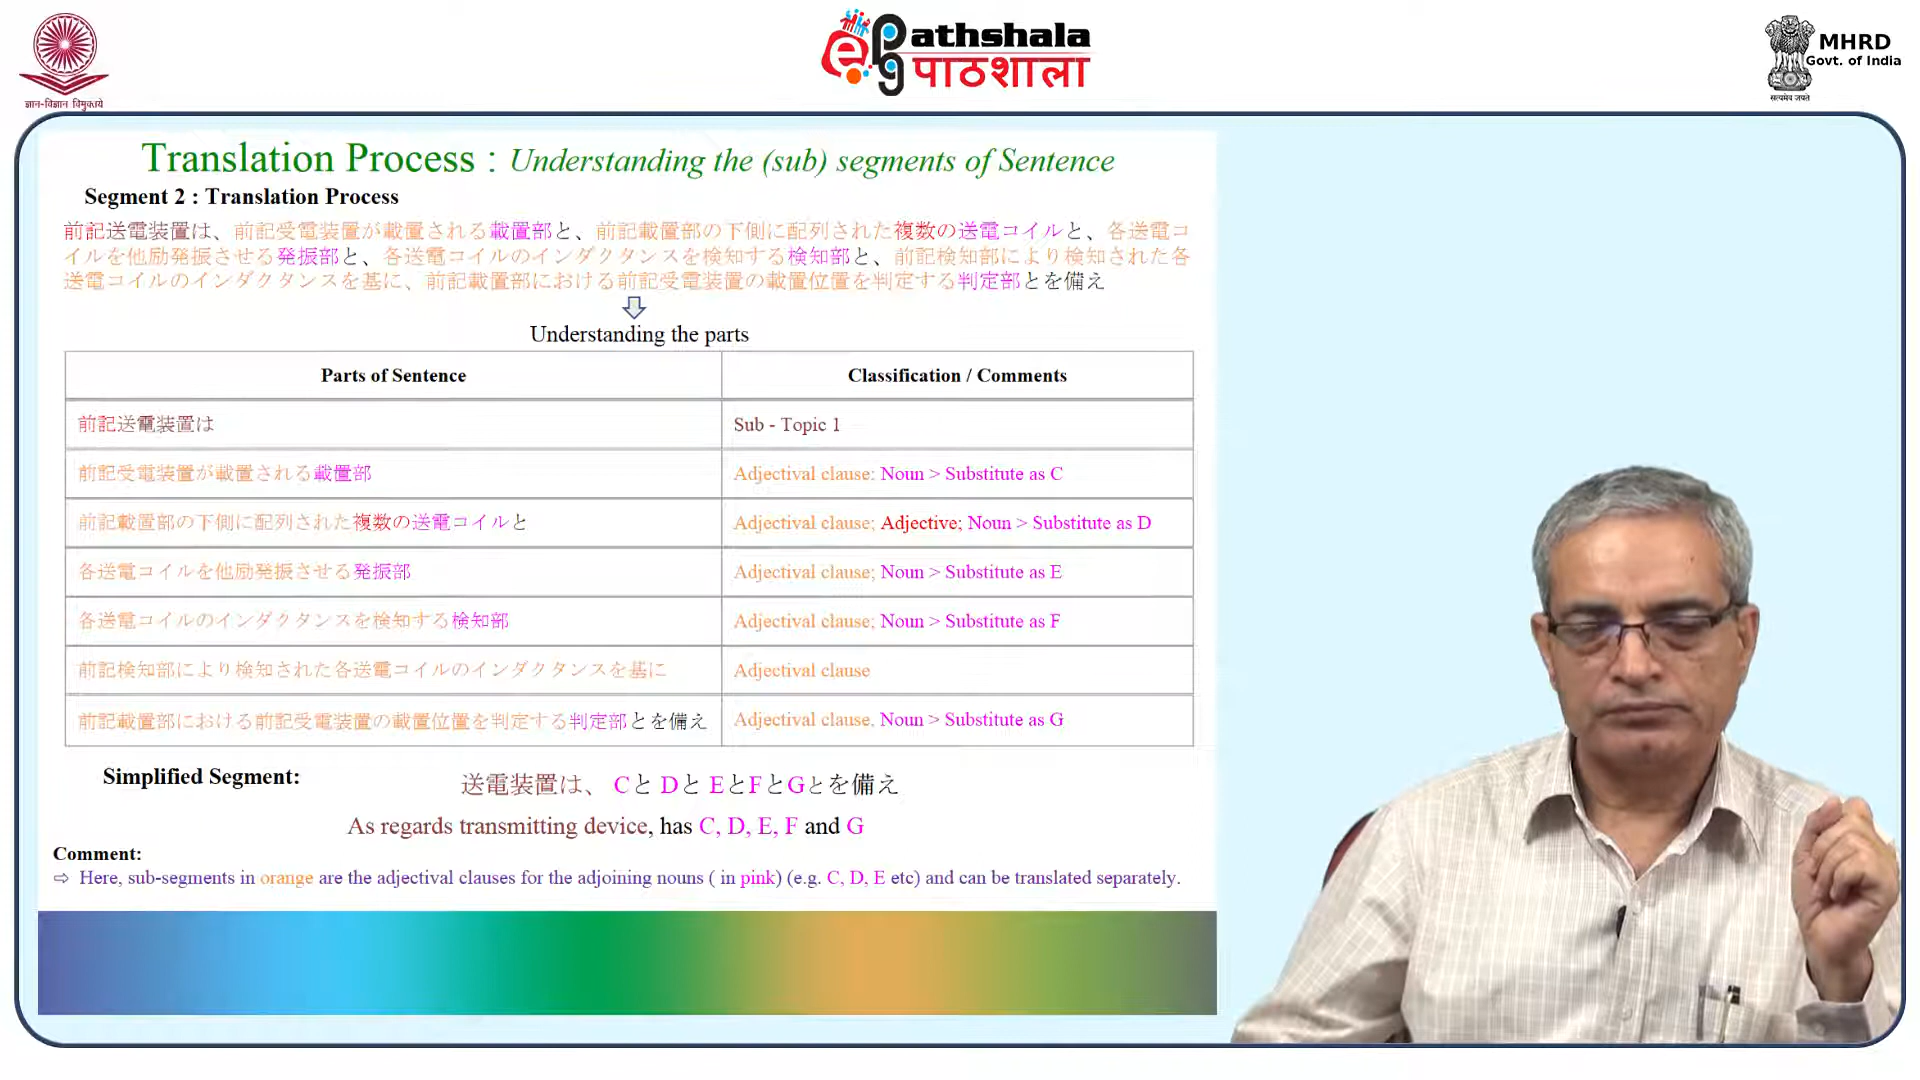 ज्ञान-विज्ञान विमुक्तये
ePathshala
पाठशाला
MHRD
Govt. of India
सत्यमेव जयते
Translation Process : Understanding the (sub) segments of Sentence
Segment 2 : Translation Process
前記送電装置は、前記受電装置が載置される載置部と、前記載置部の下側に配列された複数の送電コイルと、各送電コ
イルを他励発振させる発振部と、各送電コイルのインダクタンスを検知する検知部と、前記検知部により検知された各
送電コイルのインダクタンスを基に、前記載置部における前記受電装置の載置位置を判定する判定部とを備え
Understanding the parts
Parts of Sentence Classification / Comments
前記送電装置は Sub - Topic 1
前記受電装置が載置される載置部 Adjectival clause: Noun > Substitute as C
前記載置部の下側に配列された複数の送電コイルと Adjectival clause; Adjective; Noun > Substitute as D
各送電コイルを他励発振させる発振部 Adjectival clause; Noun > Substitute as E
各送電コイルのインダクタンスを検知する検知部 Adjectival clause; Noun > Substitute as F
前記検知部により検知された各送電コイルのインダクタンスを基に Adjectival clause
前記載置部における前記受電装置の載置位置を判定する判定部とを備え Adjectival clause. Noun > Substitute as G
Simplified Segment: 送電装置は、 Cと Dと EとFとGとを備え
As regards transmitting device, has C, D, E, F and G
Comment:
⇨ Here, sub-segments in orange are the adjectival clauses for the adjoining nouns ( in pink) (e.g. C, D, E etc) and can be translated separately.